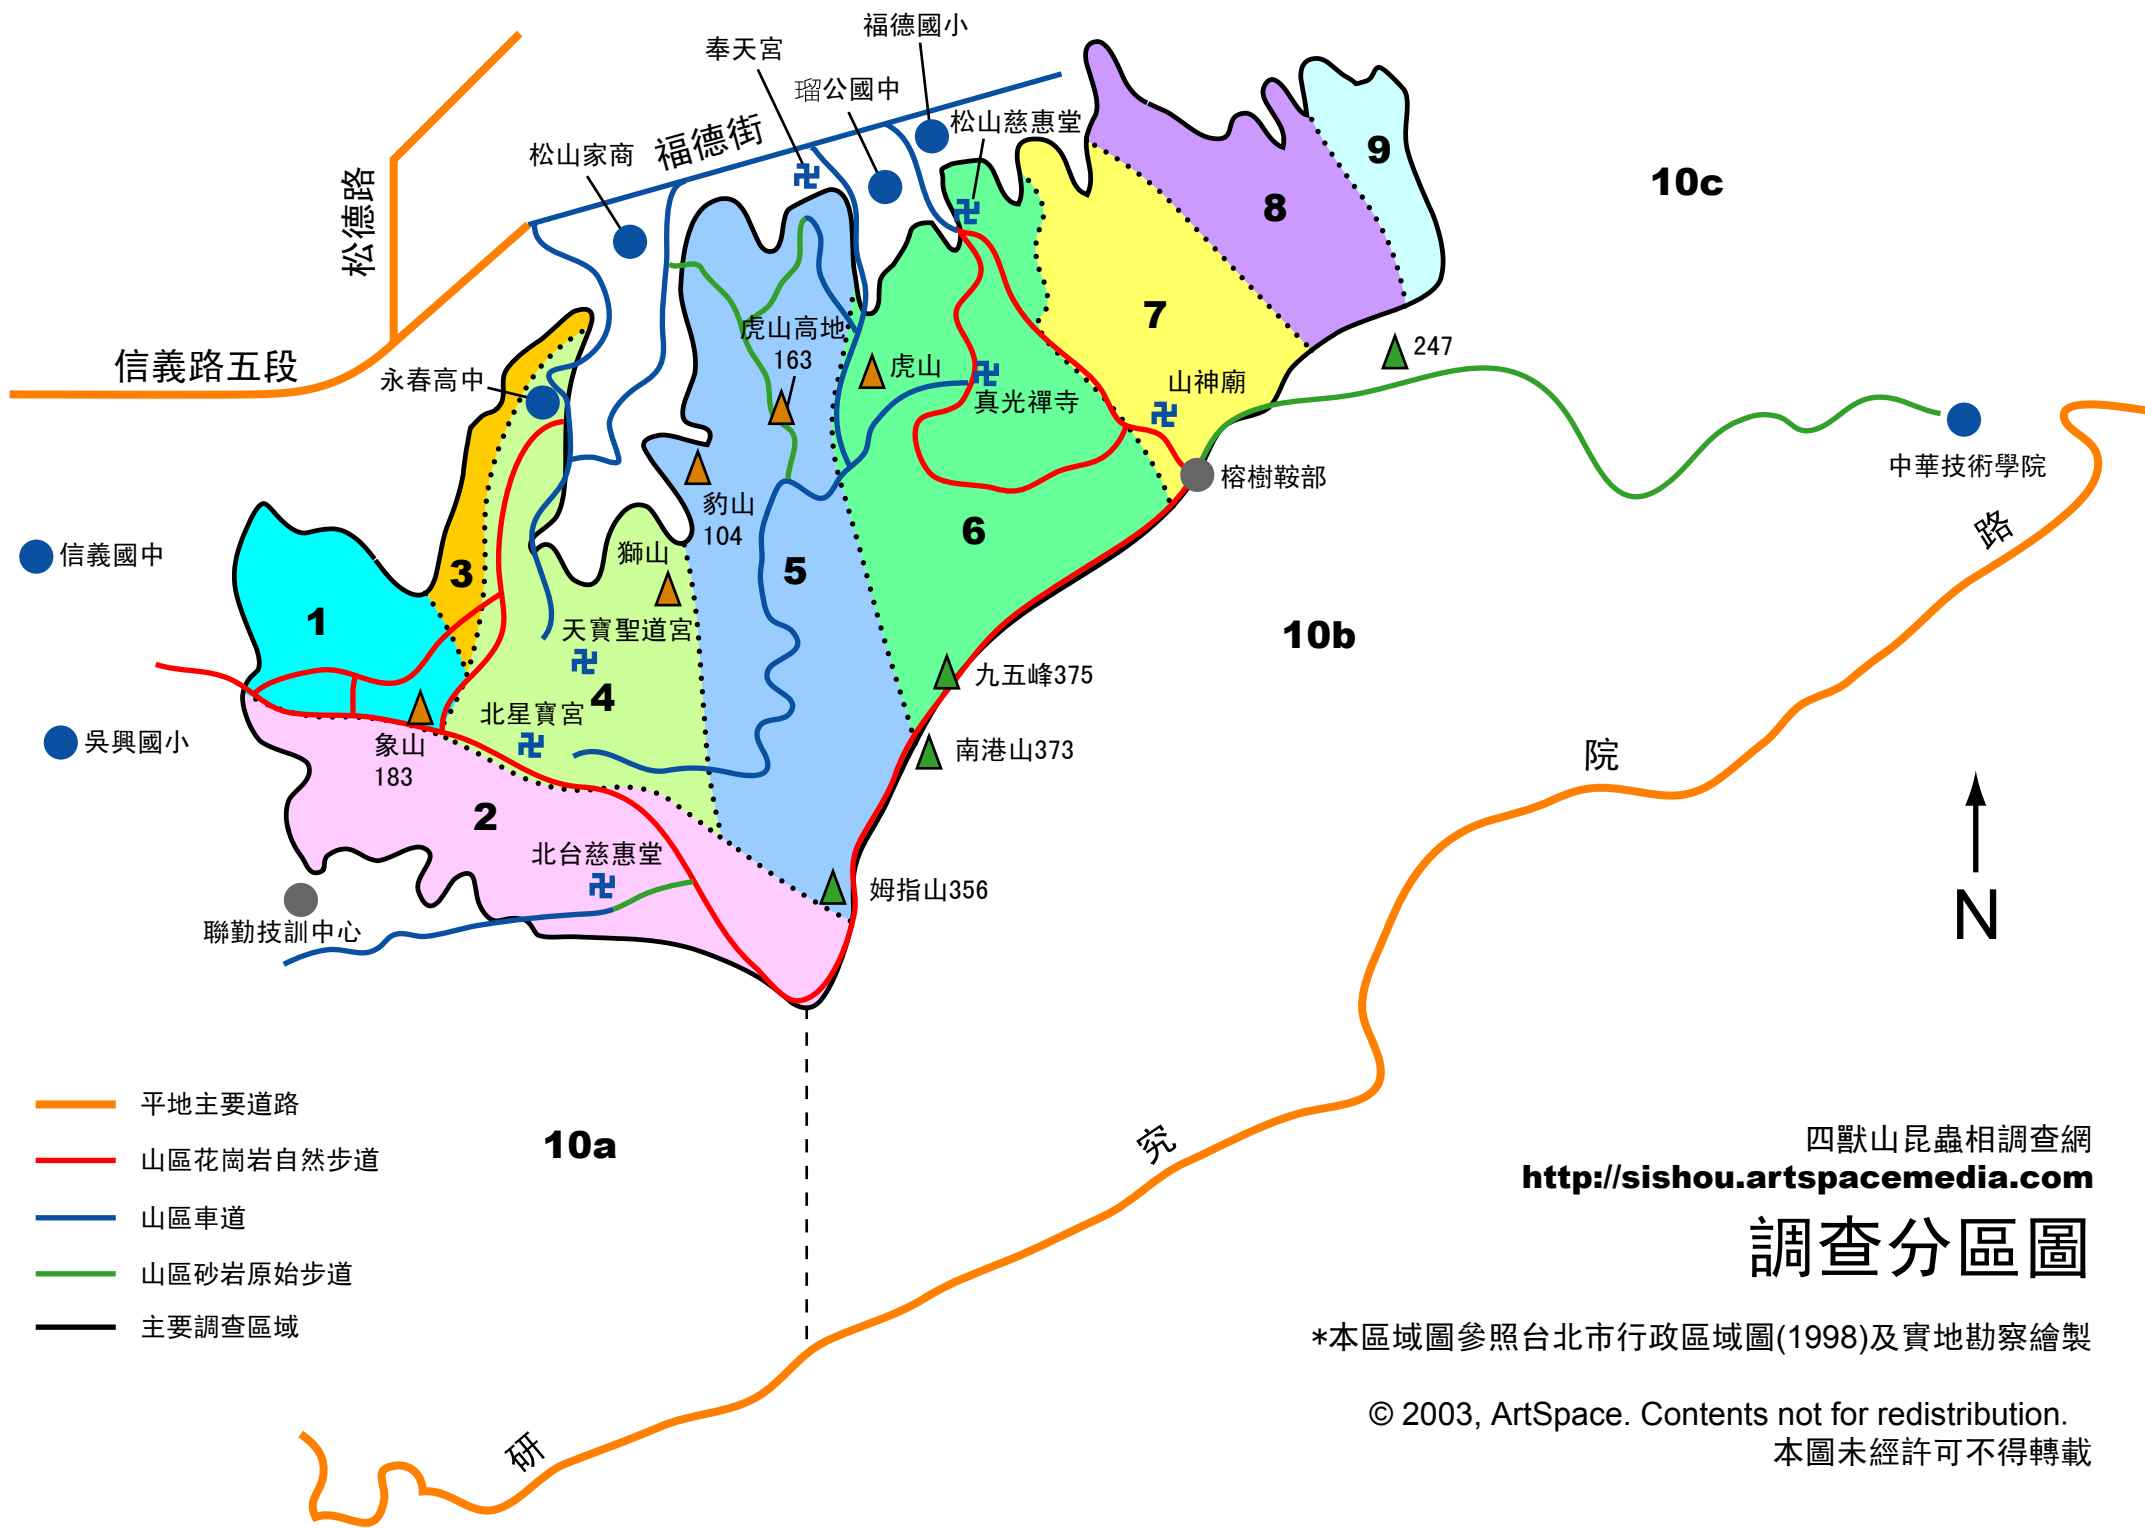 福德國小
奉天宮
瑠公國中
松山慈惠堂
松山家商
福德街
松德路
信義路五段
永春高中
虎山高地
163
虎山
真光禪寺
山神廟
247
榕樹鞍部
中華技術學院
豹山
104
獅山
信義國中
天寶聖道宮
北星寶宮
吳興國小
象山
183
九五峰375
南港山373
姆指山356
北台慈惠堂
聯勤技訓中心
1
2
3
4
5
6
7
8
9
10a
10b
10c
研
究
院
路
N
平地主要道路
山區花崗岩自然步道
山區車道
山區砂岩原始步道
主要調查區域
四獸山昆蟲相調查網
http://sishou.artspacemedia.com
調查分區圖
*本區域圖參照台北市行政區域圖(1998)及實地勘察繪製
© 2003, ArtSpace. Contents not for redistribution.
本圖未經許可不得轉載